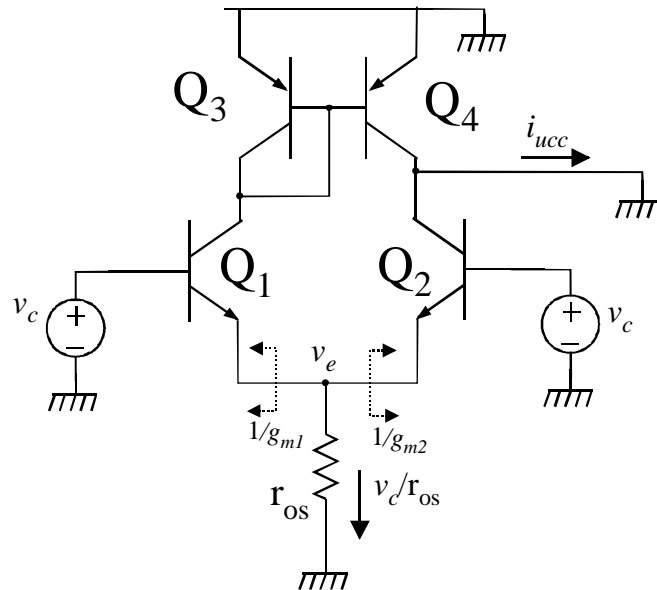 Q3
Q4
iucc
Q1
Q2
vc
+
−
ve
+
−
vc
1/gm1
1/gm2
ros
vc/ros